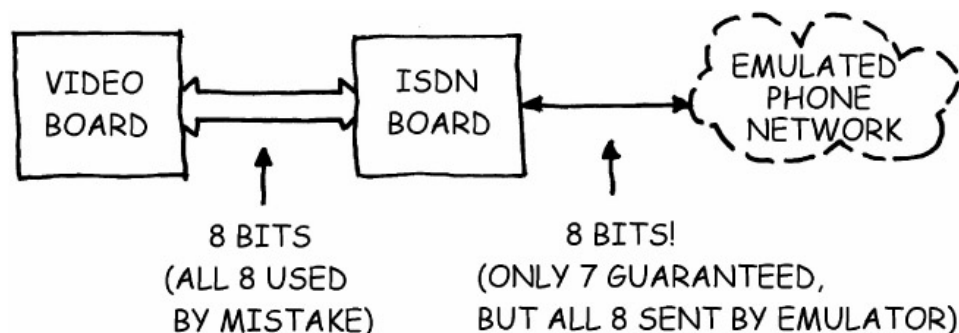 VIDEO
BOARD
ISDN
BOARD
EMULATED
PHONE
NETWORK
8 BITS
(ALL 8 USED
BY MISTAKE)
8 BITS!
(ONLY 7 GUARANTEED,
BUT ALL 8 SENT BY EMULATOR)